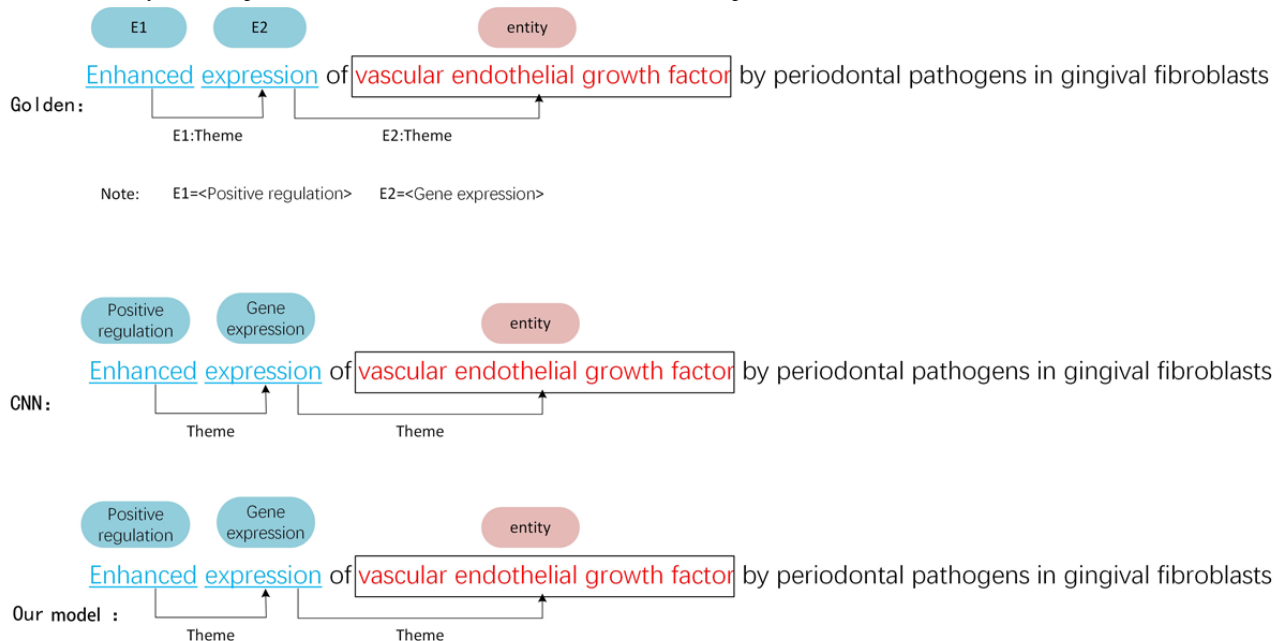 E1 E2 entity
Enhanced expression of vascular endothelial growth factor by periodontal pathogens in gingival fibroblasts
Golden:
E1:Theme E2:Theme
Note: E1=<Positive regulation> E2=<Gene expression>
Positive regulation Gene expression entity
Enhanced expression of vascular endothelial growth factor by periodontal pathogens in gingival fibroblasts
CNN:
Theme Theme
Positive regulation Gene expression entity
Enhanced expression of vascular endothelial growth factor by periodontal pathogens in gingival fibroblasts
Our model :
Theme Theme